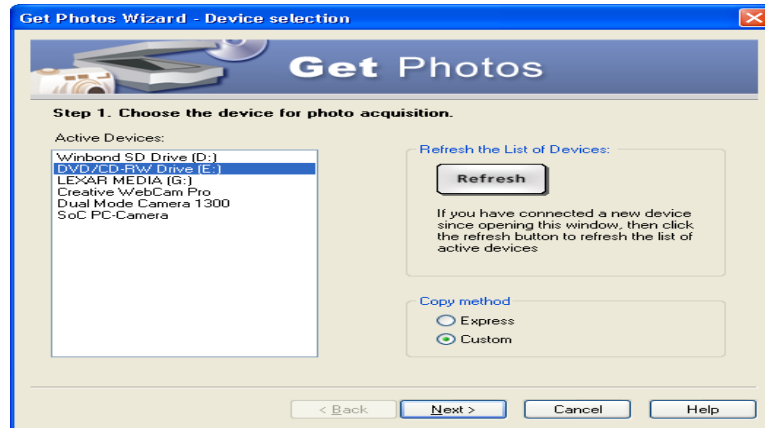 Get Photos Wizard - Device selection
Get Photos
Step 1. Choose the device for photo acquisition.
Active Devices:
Winbond SD Drive (D:)
DVD/CD-RW Drive (E:)
LEXAR MEDIA (G:)
Creative WebCam Pro
Dual Mode Camera 1300
SoC PC-Camera
Refresh the List of Devices:
Refresh
If you have connected a new device
since opening this window, then click
the refresh button to refresh the list of
active devices
Copy method
Express
Custom
< Back
Next >
Cancel
Help